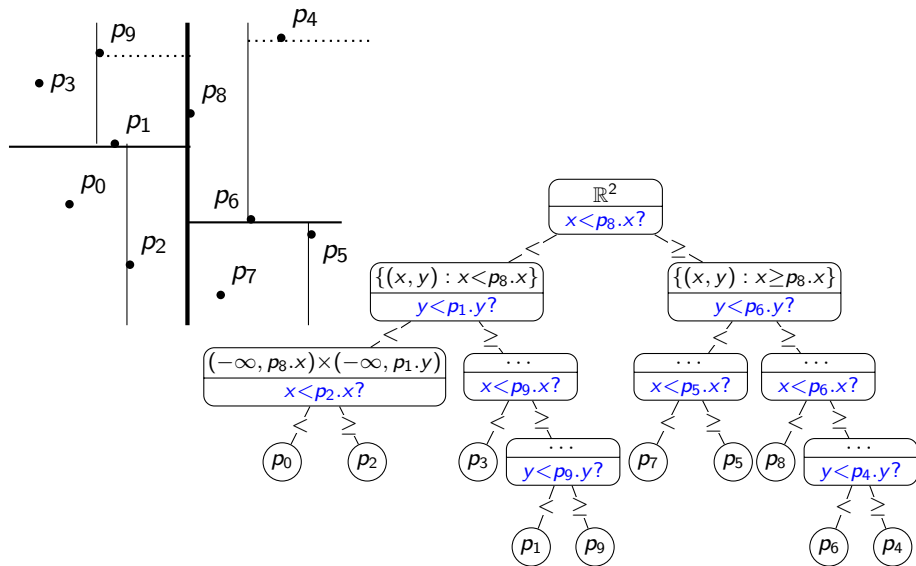 p₄
p₉
p₃
p₈
p₁
p₀
p₆
p₂
p₅
p₇
ℝ²
x<p₈.x?
< ≥
{(x, y) : x<p₈.x} {(x, y) : x≥p₈.x}
y<p₁.y? y<p₆.y?
< ≥ < ≥
(−∞, p₈.x)×(−∞, p₁.y) ⋯ ⋯ ⋯
x<p₂.x? x<p₉.x? x<p₅.x? x<p₆.x?
< ≥ < ≥ < ≥ < ≥
p₀ p₂ p₃ ⋯ p₇ p₅ p₈ ⋯
y<p₉.y? y<p₄.y?
< ≥ < ≥
p₁ p₉ p₆ p₄